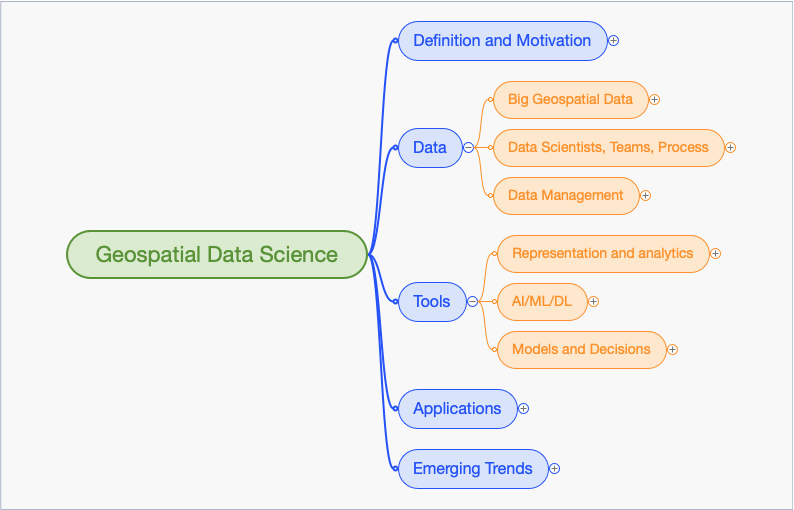 Definition and Motivation
Big Geospatial Data
Data
Data Scientists, Teams, Process
Data Management
Geospatial Data Science
Representation and analytics
Tools
AI/ML/DL
Models and Decisions
Applications
Emerging Trends